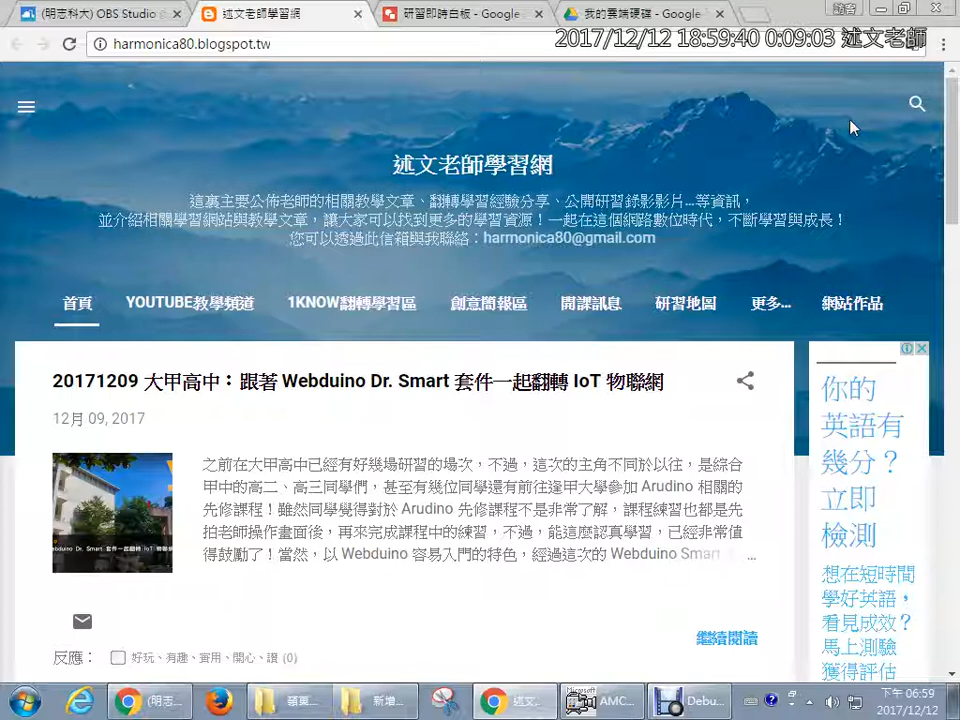 (明志科大) OBS Studio
述文老師學習網
研習即時白板 - Google
我的雲端硬碟 - Google
訪客
harmonica80.blogspot.tw
2017/12/12 18:59:40 0:09:03 述文老師
述文老師學習網
這裏主要公佈老師的相關教學文章、翻轉學習經驗分享、公開研習錄影影片...等資訊,
並介紹相關學習網站與教學文章, 讓大家可以找到更多的學習資源！一起在這個網路數位時代, 不斷學習與成長！
您可以透過此信箱與我聯絡：harmonica80@gmail.com
首頁 YOUTUBE教學頻道 1KNOW翻轉學習區 創意簡報區 開課訊息 研習地圖 更多... 網站作品
20171209 大甲高中：跟著 Webduino Dr. Smart 套件一起翻轉 IoT 物聯網
12月 09, 2017
之前在大甲高中已經有好幾場研習的場次，不過，這次的主角不同於以往，是綜合
甲中的高二、高三同學們，甚至有幾位同學還有前往逢甲大學參加 Arudino 相關的
先修課程！雖然同學覺得對於 Arduino 先修課程不是非常了解，課程練習也都是先
拍老師操作畫面後，再來完成課程中的練習，不過，能這麼認真學習，已經非常值
得鼓勵了！當然，以 Webduino 容易入門的特色，經過這次的 Webduino Smart ...
繼續閱讀
反應： 好玩、有趣、實用、開心、讚 (0)
你的
英語有
幾分？
立即
檢測
想在短時間
學好英語，
看見成效？
馬上測驗
獲得評估
(明志...
新增...
述文...
AMC...
Debu...
下午 06:59
2017/12/12